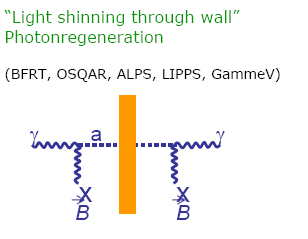 “Light shinning through wall”
Photonregeneration
(BFRT, OSQAR, ALPS, LIPPS, GammeV)
γ a γ
X X
B B